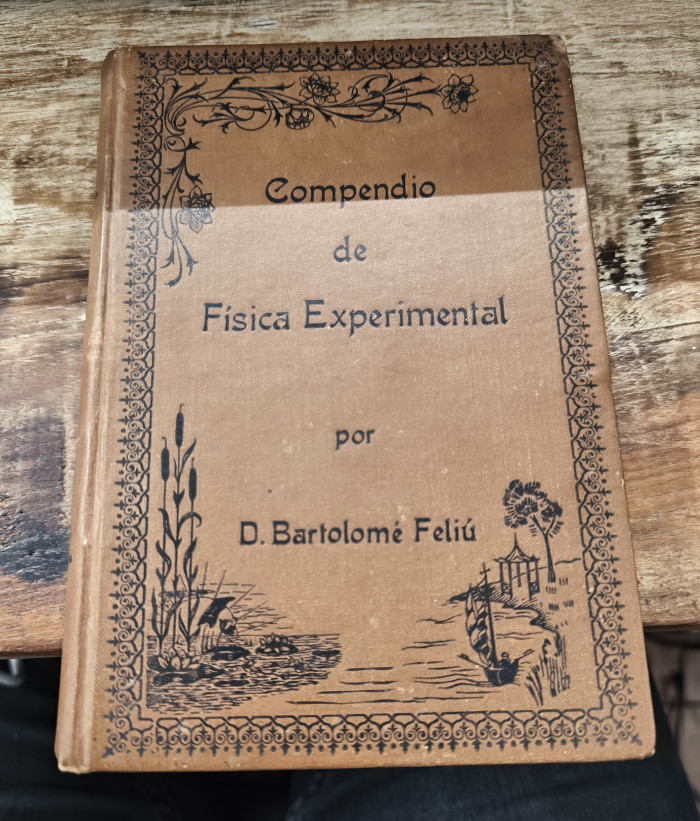 Compendio
de
Física Experimental
por
D. Bartolomé Feliú